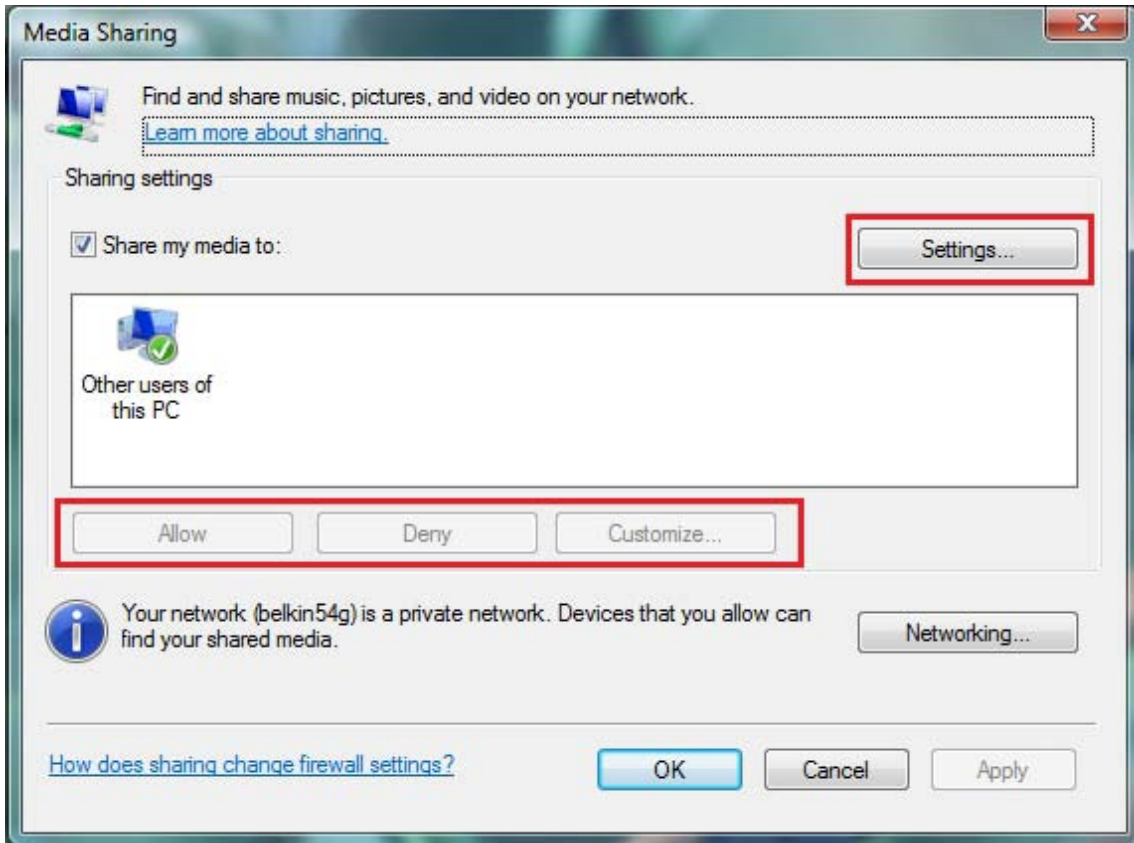 Media Sharing
Find and share music, pictures, and video on your network.
Learn more about sharing.
Sharing settings
Share my media to:
Settings...
Other users of
this PC
Allow
Deny
Customize...
Your network (belkin54g) is a private network. Devices that you allow can
find your shared media.
Networking...
How does sharing change firewall settings?
OK
Cancel
Apply